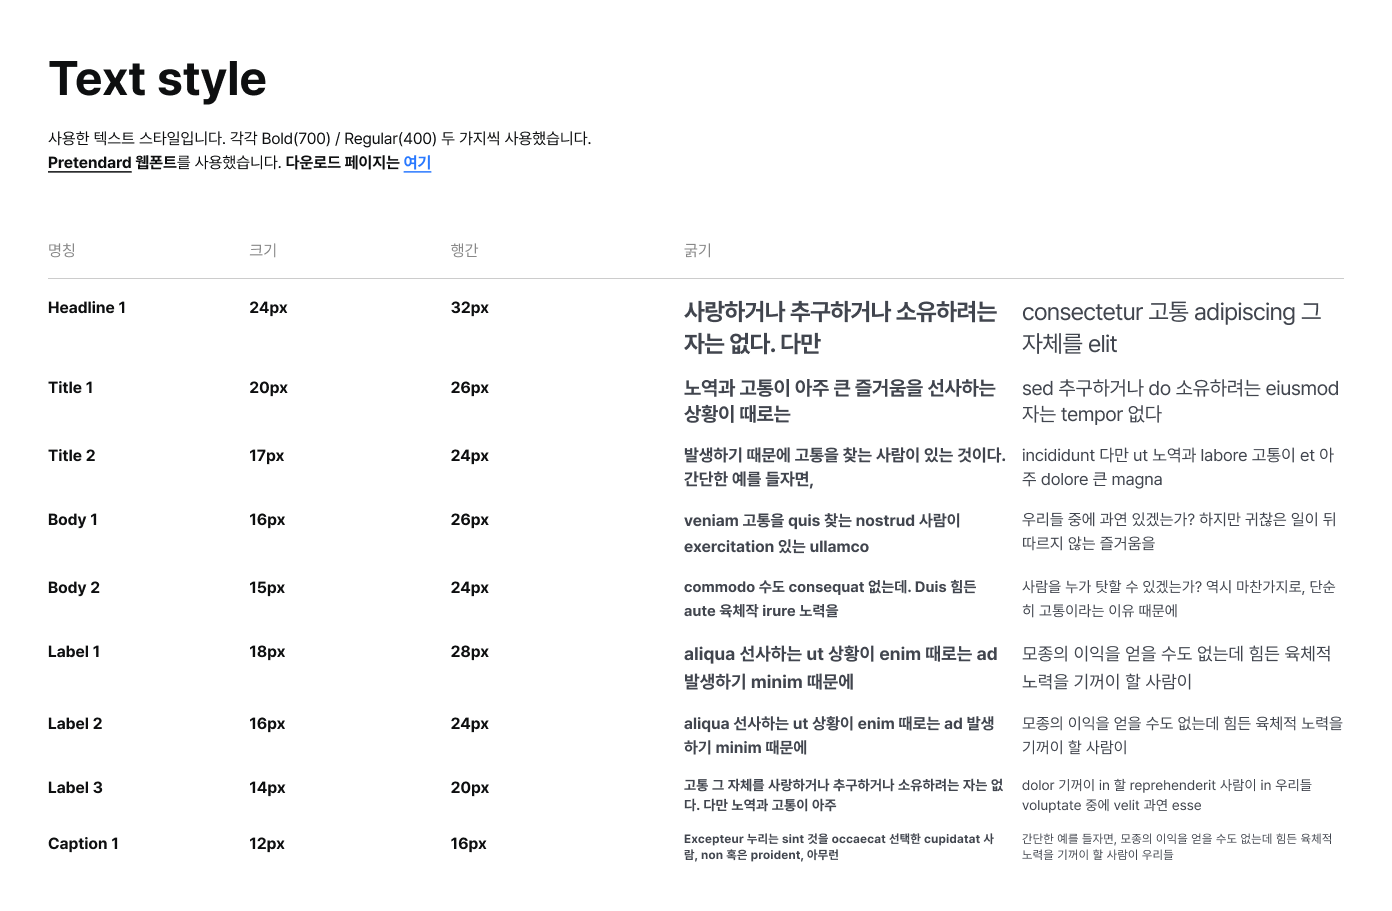 Text style
사용한 텍스트 스타일입니다. 각각 Bold(700) / Regular(400) 두 가지씩 사용했습니다.
Pretendard 웹폰트를 사용했습니다. 다운로드 페이지는 여기
명칭 크기 행간 굵기
Headline 1 24px 32px 사랑하거나 추구하거나 소유하려는 consectetur 고통 adipiscing 그
자는 없다. 다만 자체를 elit
Title 1 20px 26px 노역과 고통이 아주 큰 즐거움을 선사하는 sed 추구하거나 do 소유하려는 eiusmod
상황이 때로는 자는 tempor 없다
Title 2 17px 24px 발생하기 때문에 고통을 찾는 사람이 있는 것이다. incididunt 다만 ut 노역과 labore 고통이 et 아
간단한 예를 들자면, 주 dolore 큰 magna
Body 1 16px 26px veniam 고통을 quis 찾는 nostrud 사람이 우리들 중에 과연 있겠는가? 하지만 귀찮은 일이 뒤
exercitation 있는 ullamco 따르지 않는 즐거움을
Body 2 15px 24px commodo 수도 consequat 없는데. Duis 힘든 사람을 누가 탓할 수 있겠는가? 역시 마찬가지로, 단순
aute 육체작 irure 노력을 히 고통이라는 이유 때문에
Label 1 18px 28px aliqua 선사하는 ut 상황이 enim 때로는 ad 모종의 이익을 얻을 수도 없는데 힘든 육체적
발생하기 minim 때문에 노력을 기꺼이 할 사람이
Label 2 16px 24px aliqua 선사하는 ut 상황이 enim 때로는 ad 발생 모종의 이익을 얻을 수도 없는데 힘든 육체적 노력을
하기 minim 때문에 기꺼이 할 사람이
Label 3 14px 20px 고통 그 자체를 사랑하거나 추구하거나 소유하려는 자는 없 dolor 기꺼이 in 할 reprehenderit 사람이 in 우리들
다. 다만 노역과 고통이 아주 voluptate 중에 velit 과연 esse
Caption 1 12px 16px Excepteur 누리는 sint 것을 occaecat 선택한 cupidatat 사 간단한 예를 들자면, 모종의 이익을 얻을 수도 없는데 힘든 육체적
람, non 혹은 proident, 아무런 노력을 기꺼이 할 사람이 우리들